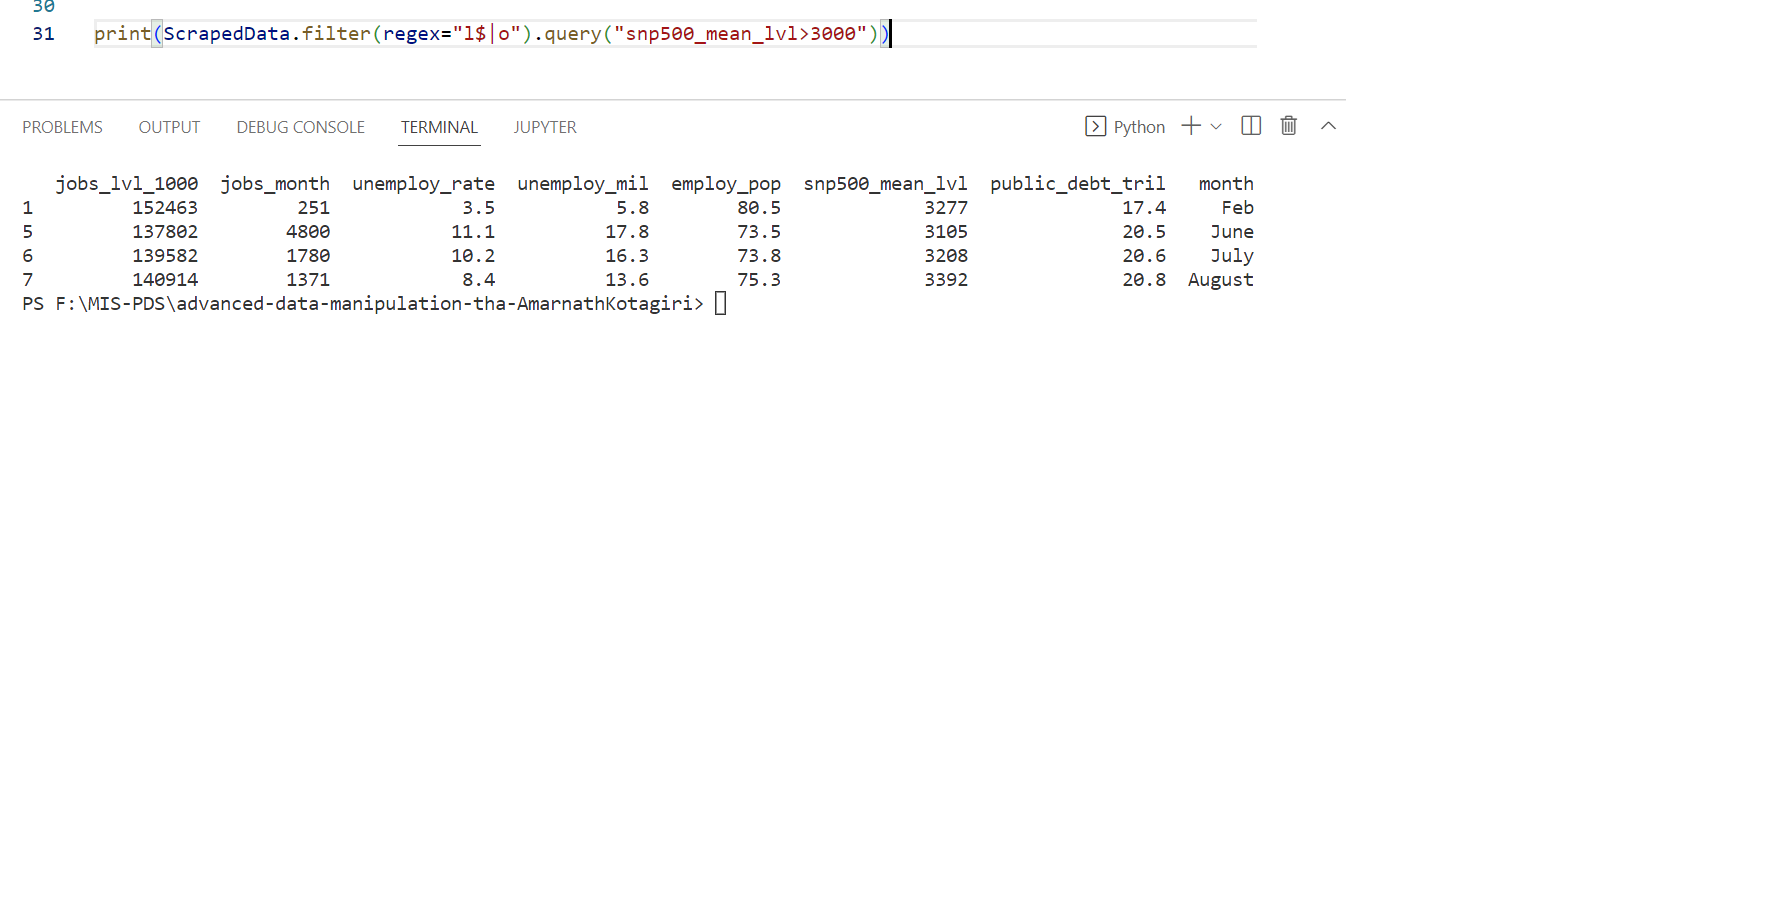 30
31 print(ScrapedData.filter(regex="l$|o").query("snp500_mean_lvl>3000"))
PROBLEMS OUTPUT DEBUG CONSOLE TERMINAL JUPYTER Python
jobs_lvl_1000 jobs_month unemploy_rate unemploy_mil employ_pop snp500_mean_lvl public_debt_tril month
1 152463 251 3.5 5.8 80.5 3277 17.4 Feb
5 137802 4800 11.1 17.8 73.5 3105 20.5 June
6 139582 1780 10.2 16.3 73.8 3208 20.6 July
7 140914 1371 8.4 13.6 75.3 3392 20.8 August
PS F:\MIS-PDS\advanced-data-manipulation-tha-AmarnathKotagiri>